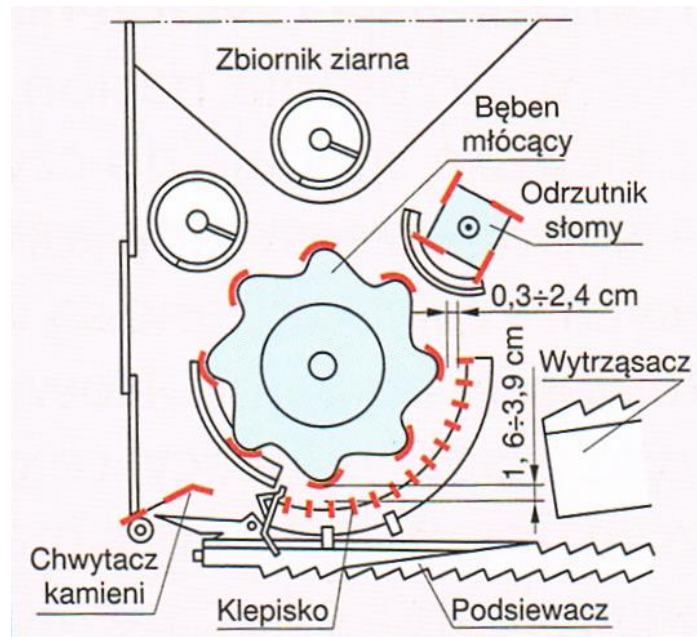 Zbiornik ziarna
Bęben
młócący
Odrzutnik
słomy
0,3÷2,4 cm
1, 6÷3,9 cm
Wytrząsacz
Chwytacz
kamieni
Klepisko
Podsiewacz